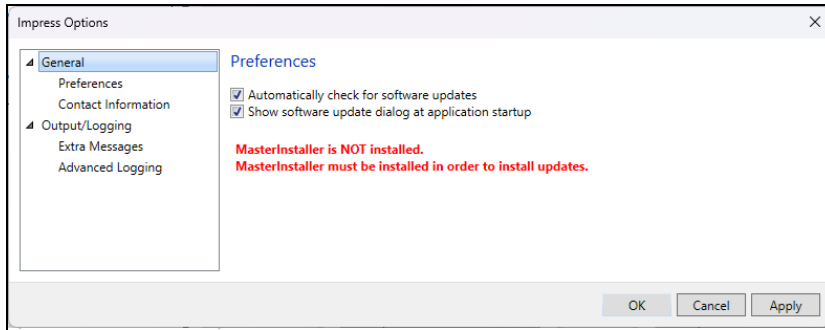 Impress Options
General
Preferences
Contact Information
Output/Logging
Extra Messages
Advanced Logging
Preferences
Automatically check for software updates
Show software update dialog at application startup
MasterInstaller is NOT installed.
MasterInstaller must be installed in order to install updates.
OK
Cancel
Apply